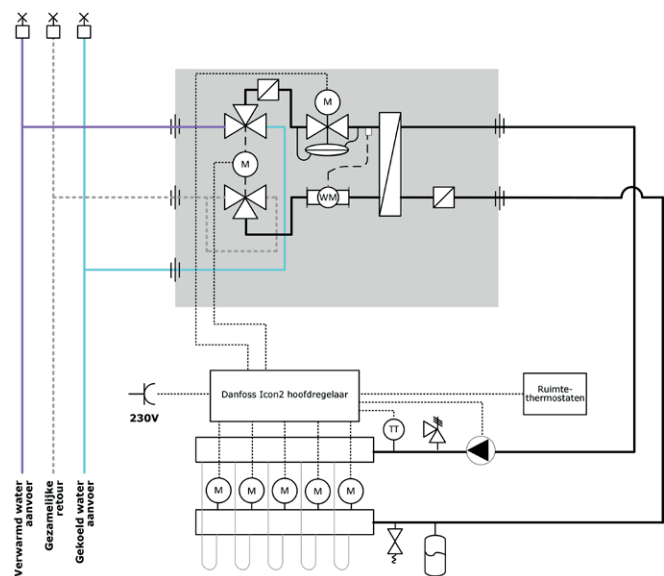 M
M
WM
Danfoss Icon2 hoofdregelaar
Ruimte-
thermostaten
230V
TT
M
M
M
M
M
Verwarmd water
aanvoer
Gezamelijke
retour
Gekoeld water
aanvoer